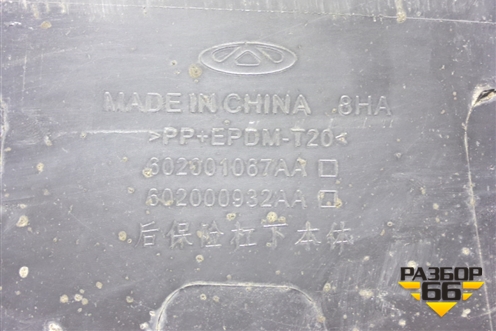 MADE IN CHINA 8HA
>PP+EPDM-T20<
602001067AA □
602000932AA □
后保险杠下本体
РАЗБОР
66